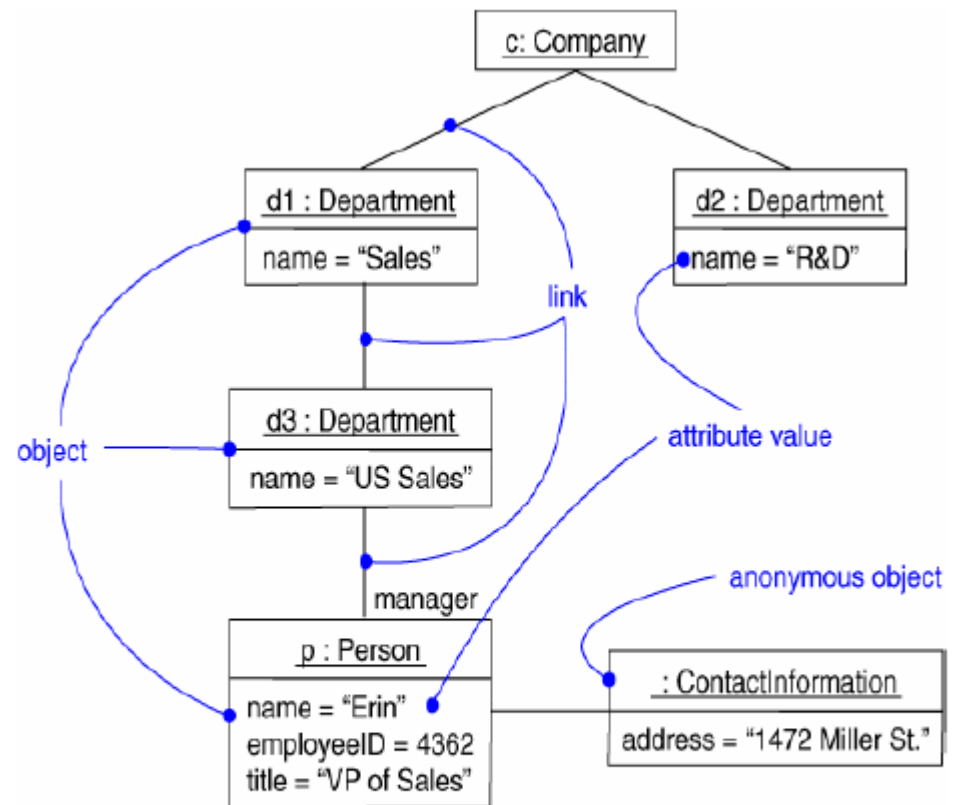 c: Company
d1 : Department
name = “Sales”
d2 : Department
name = “R&D”
link
d3 : Department
name = “US Sales”
object
attribute value
manager
anonymous object
p : Person
name = “Erin”
employeeID = 4362
title = “VP of Sales”
: ContactInformation
address = “1472 Miller St.”